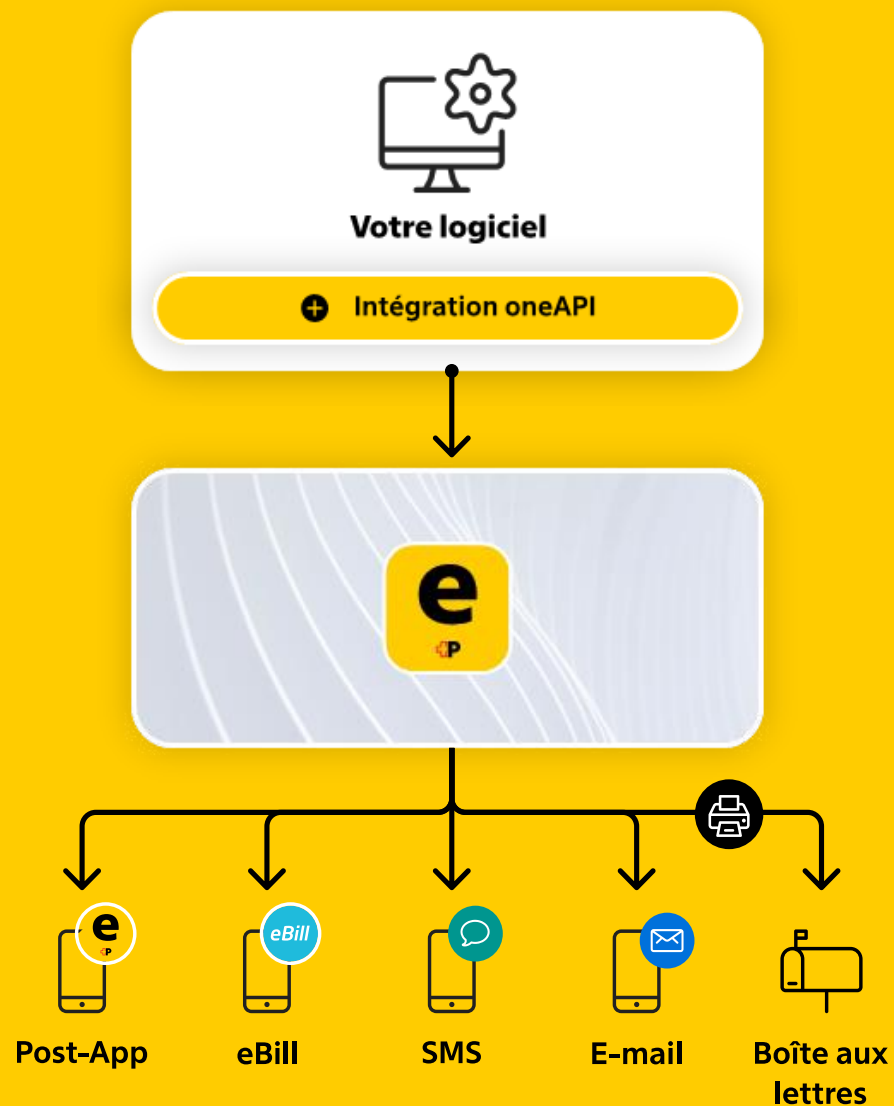 Votre logiciel
Intégration oneAPI
e
P
e
P
eBill
Post-App
eBill
SMS
E-mail
Boîte aux
lettres